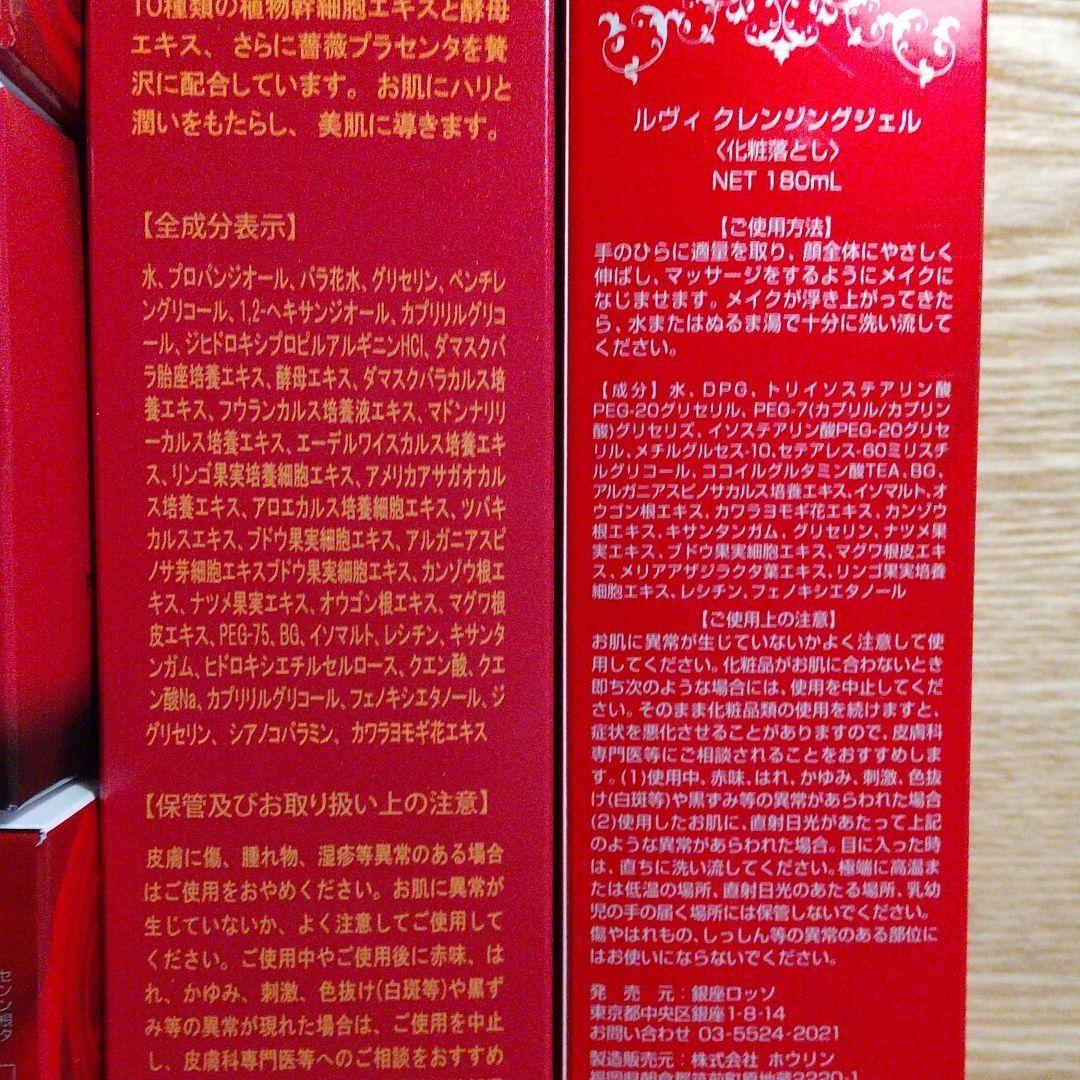 10種類の植物幹細胞エキスと酵母
エキス、さらに薔薇プラセンタを贅
沢に配合しています。お肌にハリと
潤いをもたらし、美肌に導きます。
【全成分表示】
水、プロパンジオール、バラ花水、グリセリン、ペンチレ
ングリコール、1,2-ヘキサンジオール、カプリリルグリコ
ール、ジヒドロキシプロピルアルギニンHCl、ダマスクバ
ラ胎座培養エキス、酵母エキス、ダマスクバラカルス培
養エキス、フウランカルス培養液エキス、マドンナリリ
ーカルス培養エキス、エーデルワイスカルス培養エキ
ス、リンゴ果実培養細胞エキス、アメリカアサガオカル
ス培養エキス、アロエカルス培養細胞エキス、ツバキ
カルスエキス、ブドウ果実細胞エキス、アルガニアスピ
ノサ芽細胞エキスブドウ果実細胞エキス、カンゾウ根エ
キス、ナツメ果実エキス、オウゴン根エキス、マグワ根
皮エキス、PEG-75、BG、イソマルト、レシチン、キサンタ
ンガム、ヒドロキシエチルセルロース、クエン酸、クエ
ン酸Na、カプリリルグリコール、フェノキシエタノール、ジ
グリセリン、シアノコバラミン、カワラヨモギ花エキス
【保管及びお取り扱い上の注意】
皮膚に傷、腫れ物、湿疹等異常のある場合
はご使用をおやめください。お肌に異常が
生じていないか、よく注意してご使用して
ください。ご使用中やご使用後に赤味、は
れ、かゆみ、刺激、色抜け(白斑等)や黒ず
み等の異常が現れた場合は、ご使用を中止
し、皮膚科専門医等へのご相談をおすすめ
ルヴィ クレンジングジェル
〈化粧落とし〉
NET 180mL
【ご使用方法】
手のひらに適量を取り、顔全体にやさしく
伸ばし、マッサージをするようにメイクに
なじませます。メイクが浮き上がってきた
ら、水またはぬるま湯で十分に洗い流して
ください。
【成分】水、DPG、トリイソステアリン酸
PEG-20グリセリル、PEG-7(カプリル/カプリン
酸)グリセリズ、イソステアリン酸PEG-20グリセ
リル、メチルグルセス-10、セテアレス-60ミリスチ
ルグリコール、ココイルグルタミン酸TEA、BG、
アルガニアスピノサカルス培養エキス、イソマルト、オ
ウゴン根エキス、カワラヨモギ花エキス、カンゾウ
根エキス、キサンタンガム、グリセリン、ナツメ果
実エキス、ブドウ果実細胞エキス、マグワ根皮エキ
ス、メリアアザジラクタ葉エキス、リンゴ果実培養
細胞エキス、レシチン、フェノキシエタノール
【ご使用上の注意】
お肌に異常が生じていないかよく注意して使
用してください。化粧品がお肌に合わないとき
即ち次のような場合には、使用を中止してくだ
さい。そのまま化粧品類の使用を続けますと、
症状を悪化させることがありますので、皮膚科
専門医等にご相談されることをおすすめしま
す。(1)使用中、赤味、はれ、かゆみ、刺激、色抜
け(白斑等)や黒ずみ等の異常があらわれた場合
(2)使用したお肌に、直射日光があたって上記
のような異常があらわれた場合。目に入った時
は、直ちに洗い流してください。極端に高温ま
たは低温の場所、直射日光のあたる場所、乳幼
児の手の届く場所には保管しないでください。
傷やはれもの、しっしん等の異常のある部位に
はお使いにならないでください。
発 売 元：銀座ロッソ
東京都中央区銀座1-8-14
お問い合わせ 03-5524-2021
製造販売元：株式会社 ホウリン
福岡県朝倉郡筑前町原地蔵2220-1